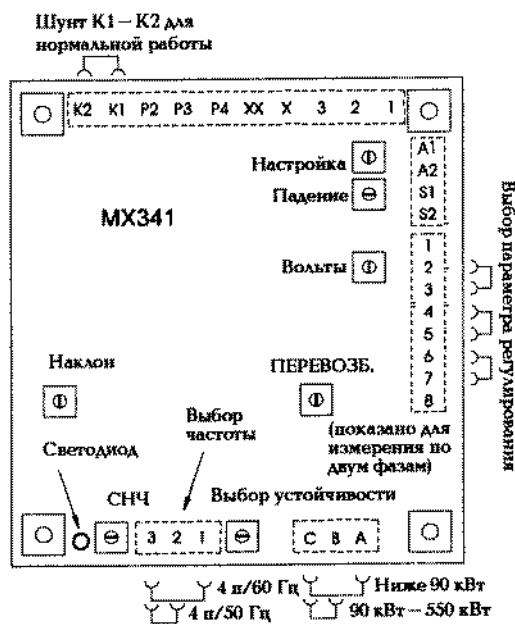 Шунт K1 – K2 для
нормальной работы
K2 K1 P2 P3 P4 XX X 3 2 1
A1
A2
S1
S2
Настройка
Падение
MX341
Вольты
1
2
3
4
5
6
7
8
Выбор параметра регулирования
Наклон
ПЕРЕВОЗБ.
(показано для
измерения по
двум фазам)
Выбор
частоты
Светодиод
СНЧ
Выбор устойчивости
3 2 1
C B A
4 п/60 Гц
Ниже 90 кВт
4 п/50 Гц
90 кВт – 550 кВт